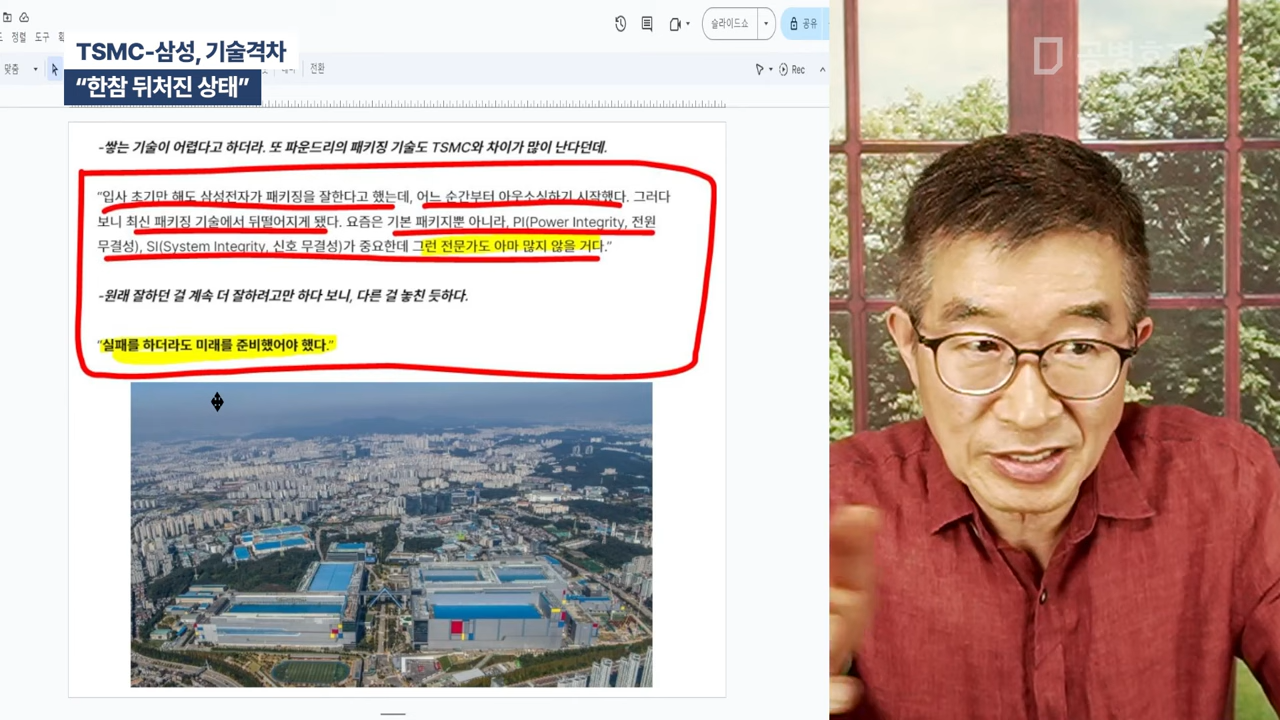 정렬 도구
슬라이드쇼
공유
TSMC-삼성, 기술격차
“한참 뒤처진 상태”
맞춤
전환
Rec
-쌓는 기술이 어렵다고 하더라. 또 파운드리의 패키징 기술도 TSMC와 차이가 많이 난다던데.
“입사 초기만 해도 삼성전자가 패키징을 잘한다고 했는데, 어느 순간부터 아웃소싱하기 시작했다. 그러다
보니 최신 패키징 기술에서 뒤떨어지게 됐다. 요즘은 기본 패키지뿐 아니라, PI(Power Integrity, 전원
무결성), SI(System Integrity, 신호 무결성)가 중요한데 그런 전문가도 아마 많지 않을 거다.”
-원래 잘하던 걸 계속 더 잘하려고만 하다 보니, 다른 걸 놓친 듯하다.
“실패를 하더라도 미래를 준비했어야 했다.”